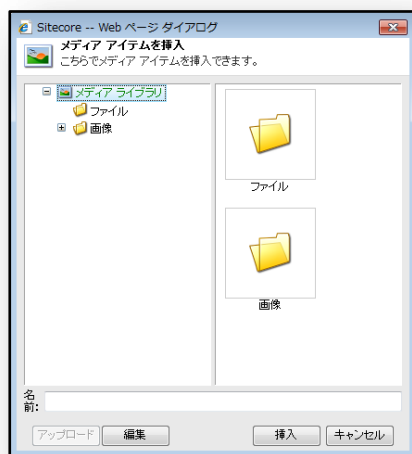 Sitecore -- Web ページ ダイアログ
メディア アイテムを挿入
こちらでメディア アイテムを挿入できます。
メディア ライブラリ
ファイル
画像
ファイル
画像
名
前:
アップロード 編集 挿入 キャンセル